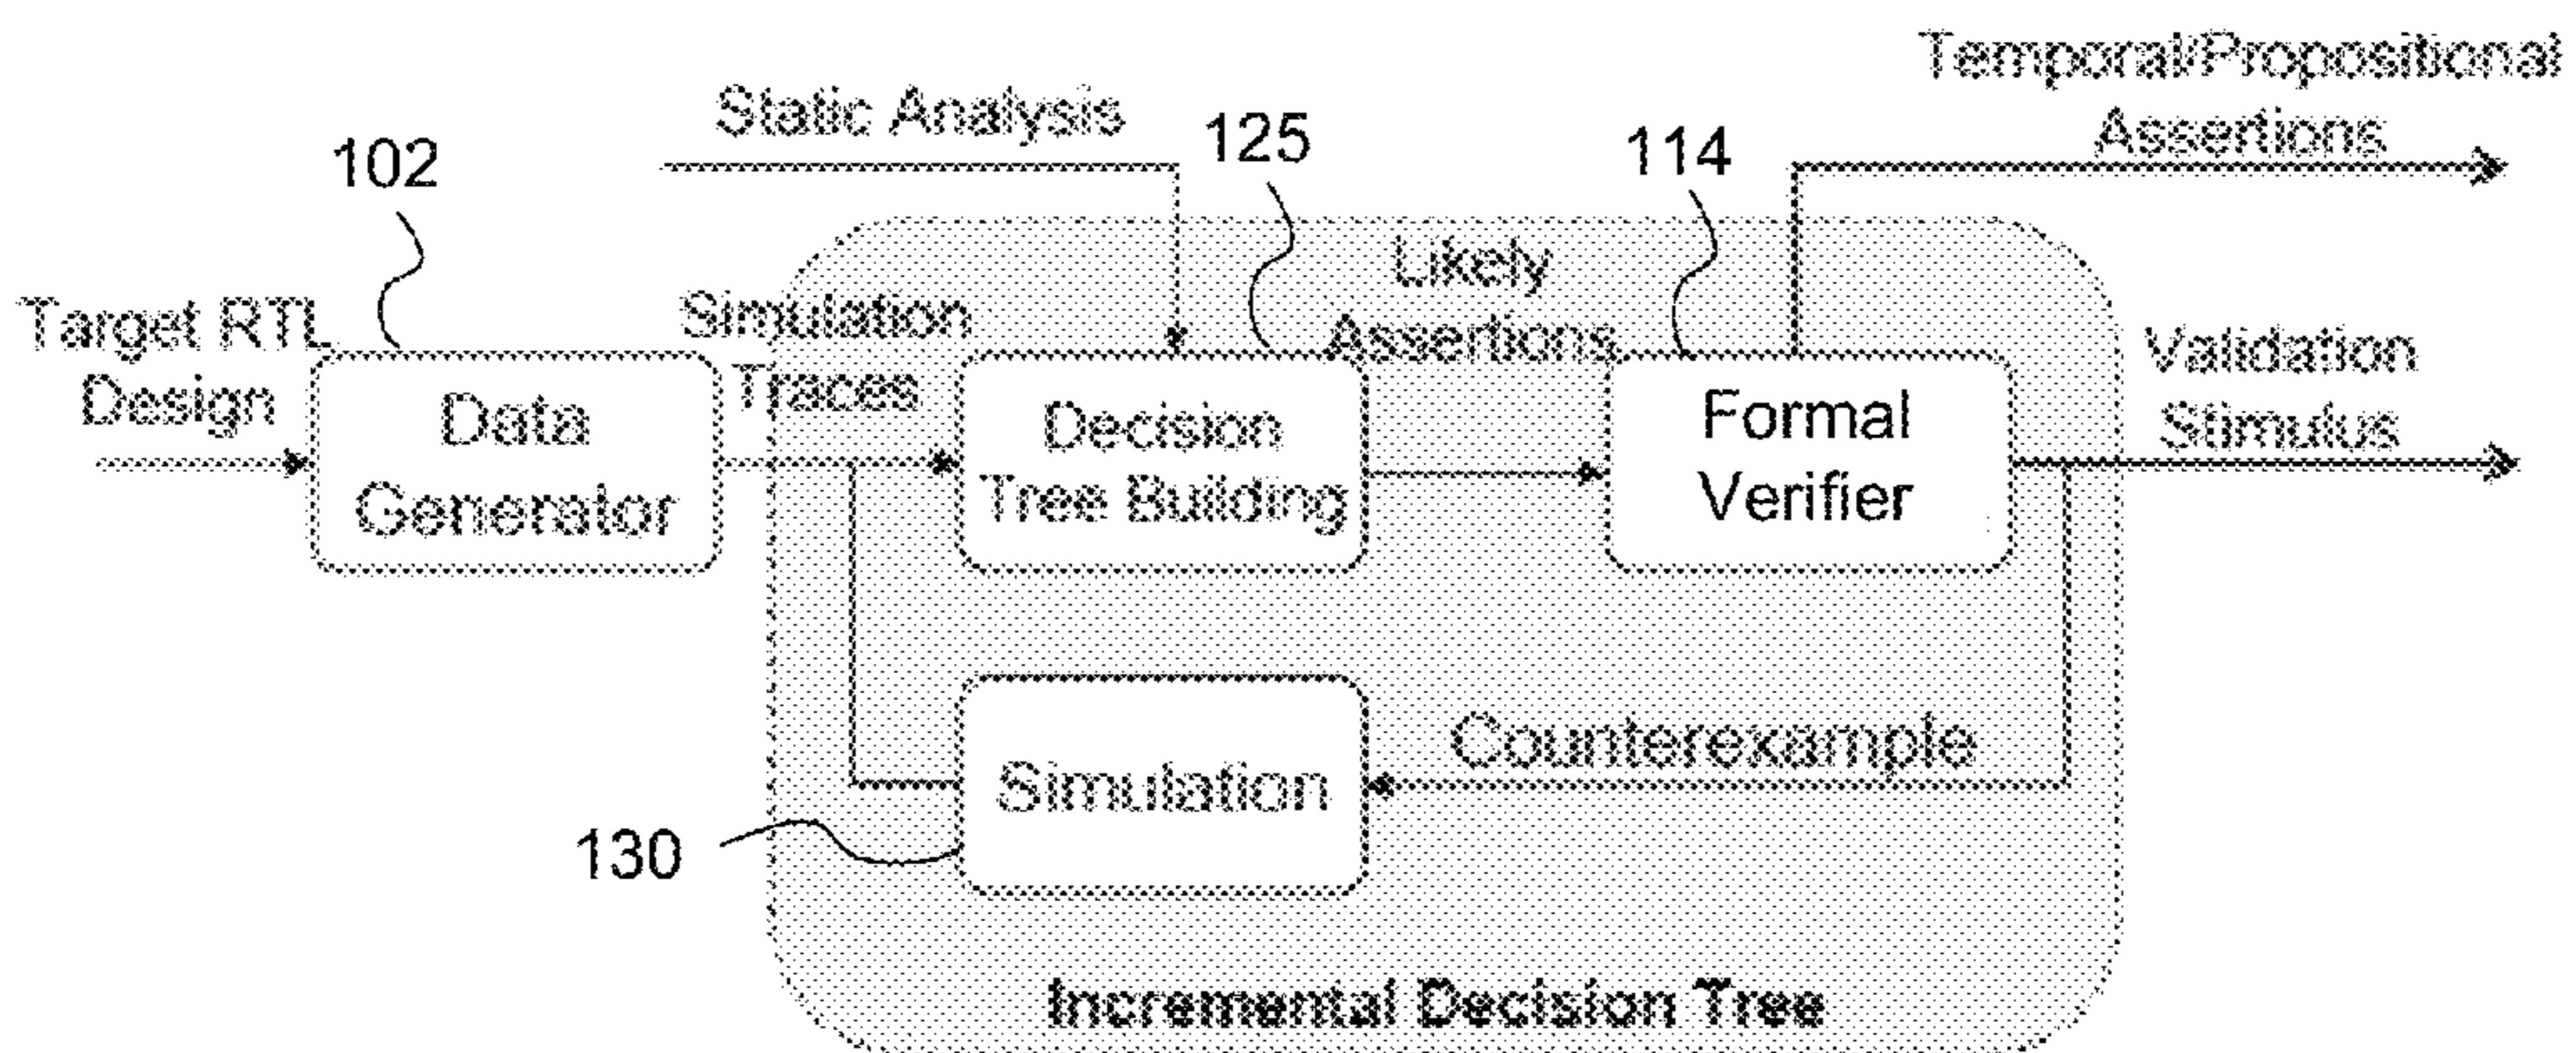 Temporal/Propositional
Assertions
Static Analysis
125
114
102
Likely
Assertions
Target RTL
Design
Simulation
Traces
Validation
Stimulus
Data
Generator
Decision
Tree Building
Formal
Verifier
Counterexample
Simulation
130
Incremental Decision Tree